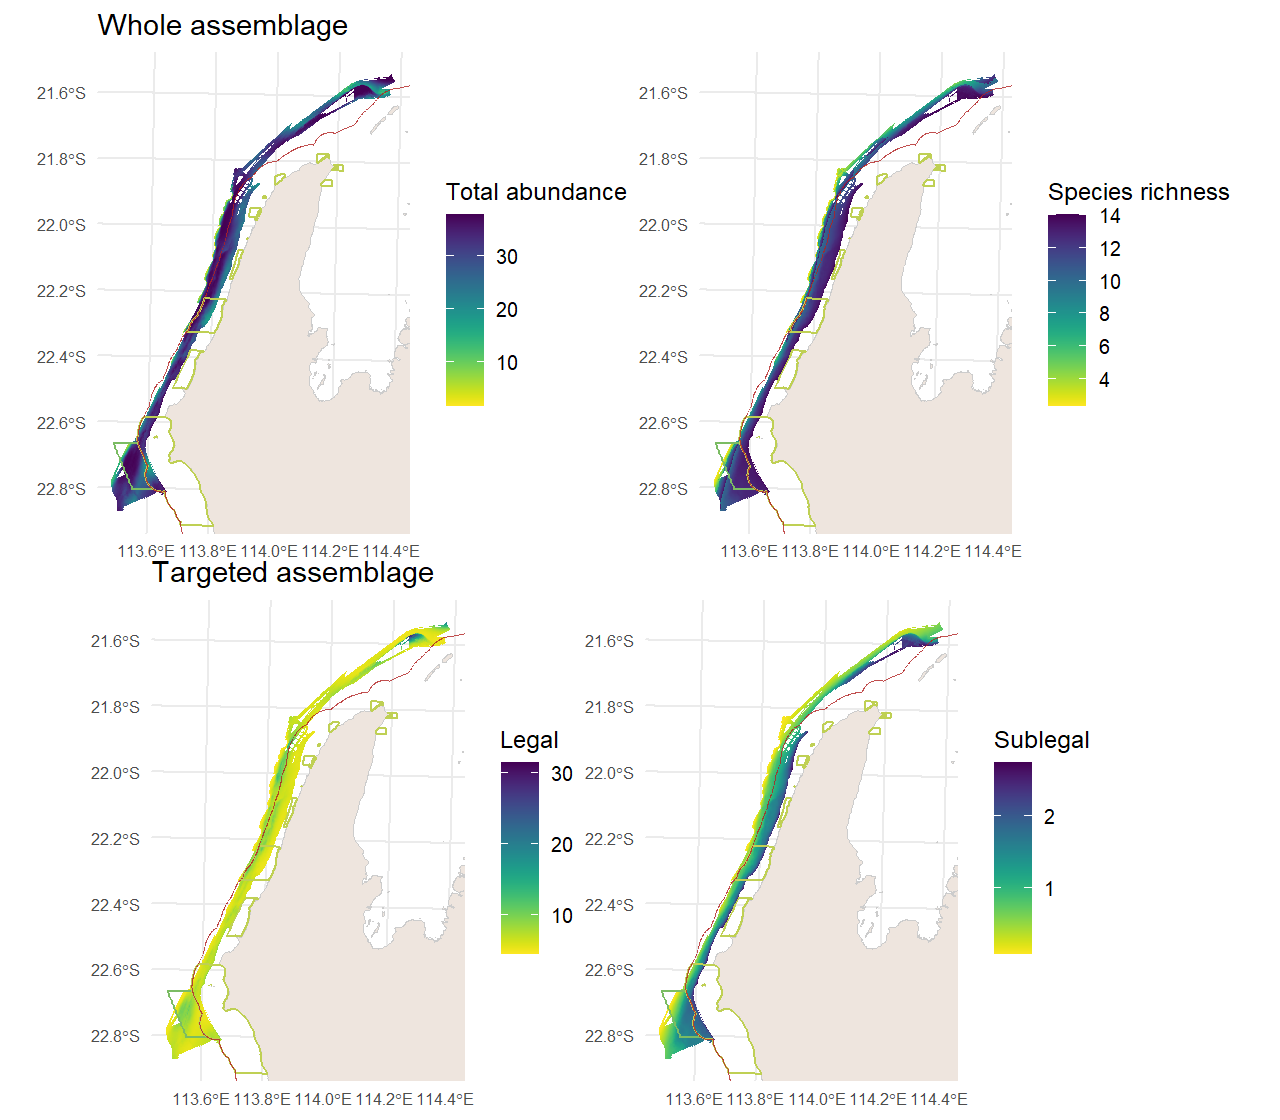 Whole assemblage
21.6°S
21.8°S
22.0°S
22.2°S
22.4°S
22.6°S
22.8°S
113.6°E 113.8°E 114.0°E 114.2°E 114.4°E
Total abundance
30
20
10
21.6°S
21.8°S
22.0°S
22.2°S
22.4°S
22.6°S
22.8°S
113.6°E 113.8°E 114.0°E 114.2°E 114.4°E
Species richness
14
12
10
8
6
4
Targeted assemblage
21.6°S
21.8°S
22.0°S
22.2°S
22.4°S
22.6°S
22.8°S
113.6°E 113.8°E 114.0°E 114.2°E 114.4°E
Legal
30
20
10
21.6°S
21.8°S
22.0°S
22.2°S
22.4°S
22.6°S
22.8°S
113.6°E 113.8°E 114.0°E 114.2°E 114.4°E
Sublegal
2
1